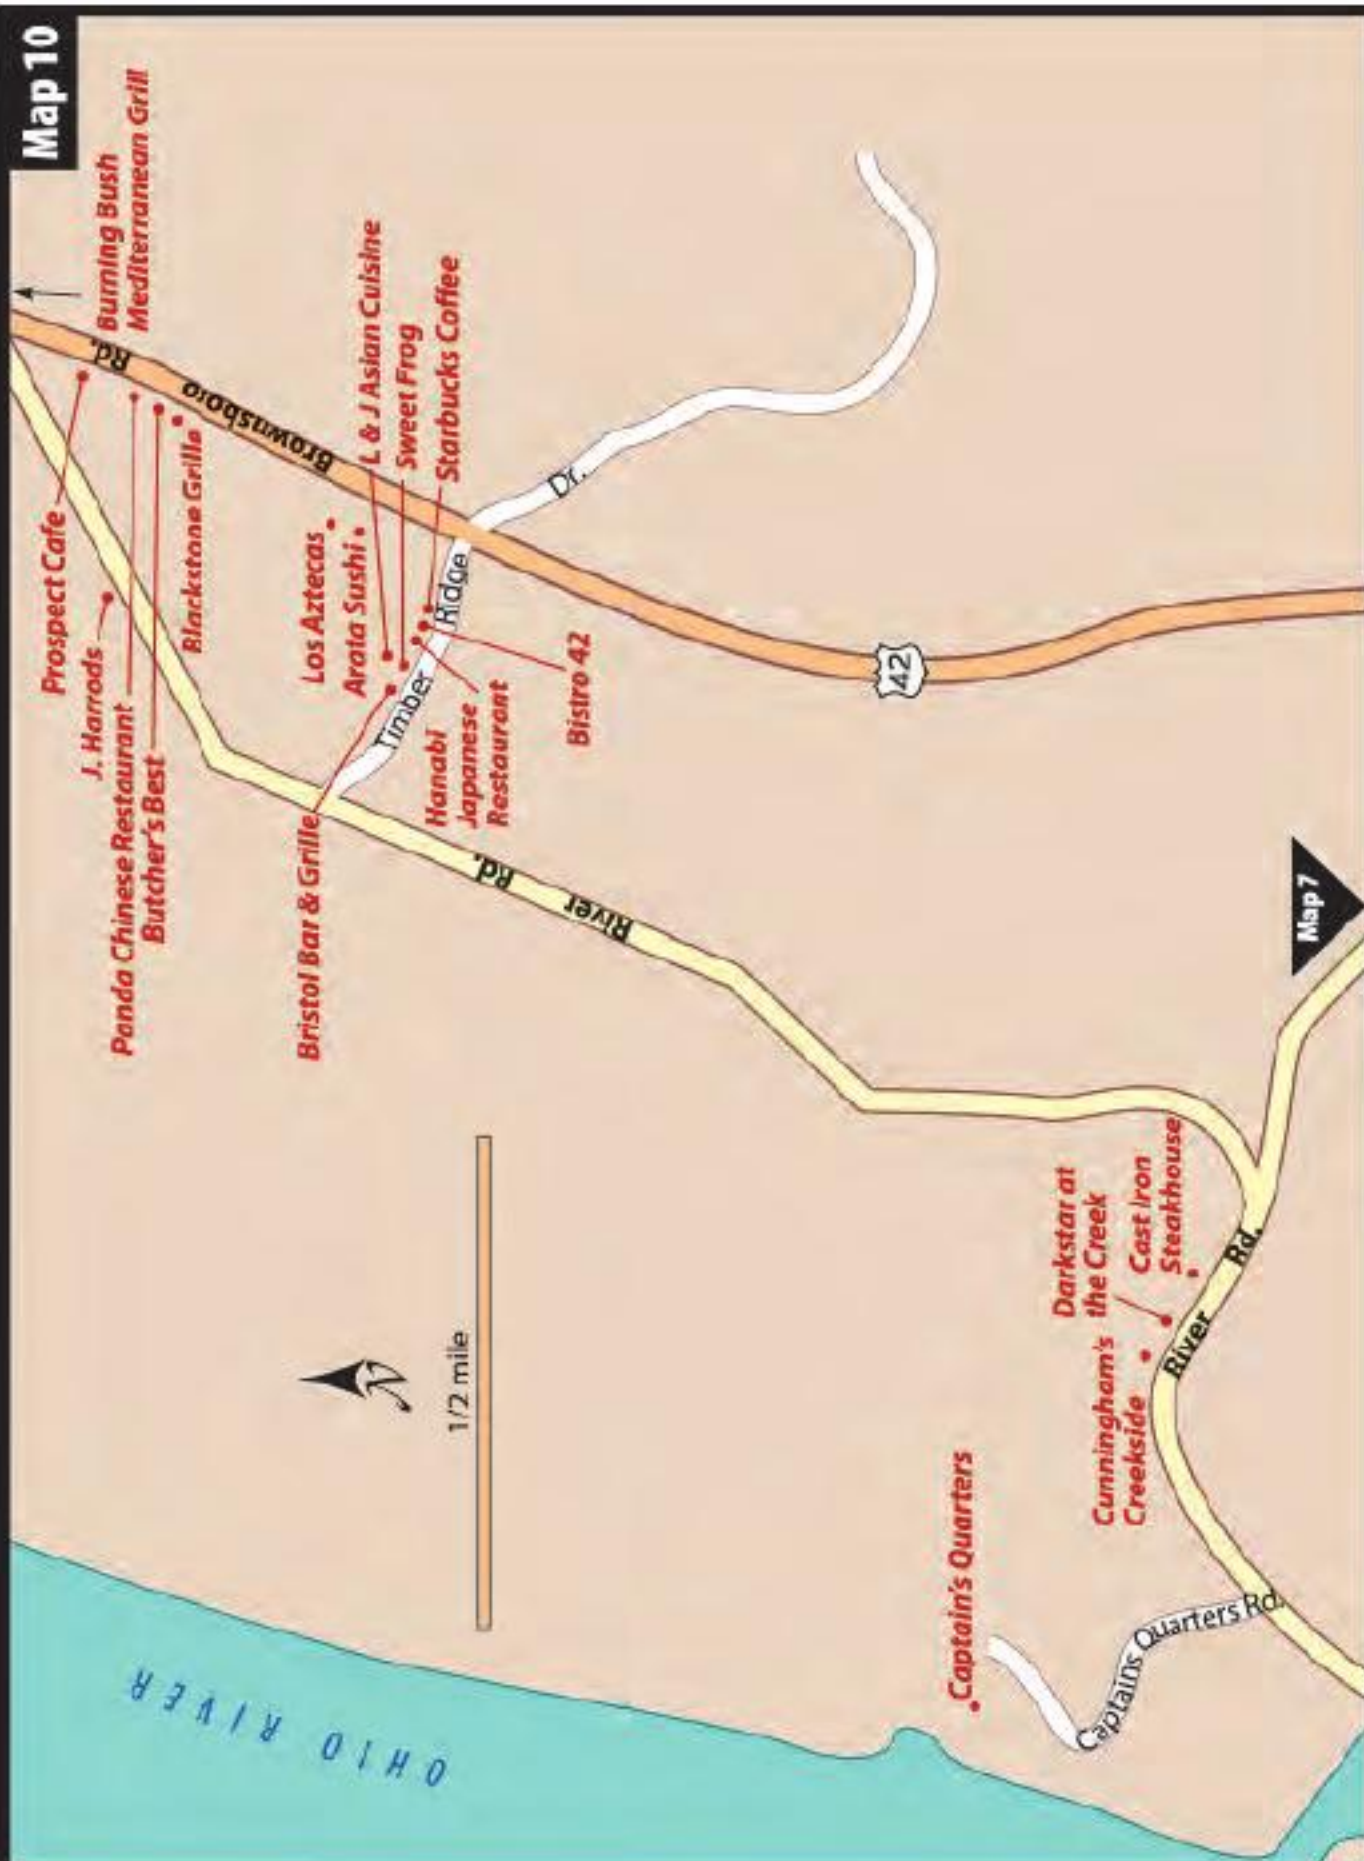 Map 10
Burning Bush
Mediterranean Grill
Prospect Cafe
J. Harrods
Panda Chinese Restaurant
Butcher's Best
Blackstone Grille
Brownsboro Rd.
Los Aztecas
Arata Sushi
L & J Asian Cuisine
Sweet Frog
Starbucks Coffee
Bristol Bar & Grille
Timber Ridge Dr.
Hanabi
Japanese
Restaurant
Bistro 42
42
River Rd.
Map 7
1/2 mile
N
Darkstar at
the Creek
Cast Iron
Steakhouse
Cunningham's
Creekside
River Rd.
Captain's Quarters
Captains Quarters Rd.
OHIO RIVER